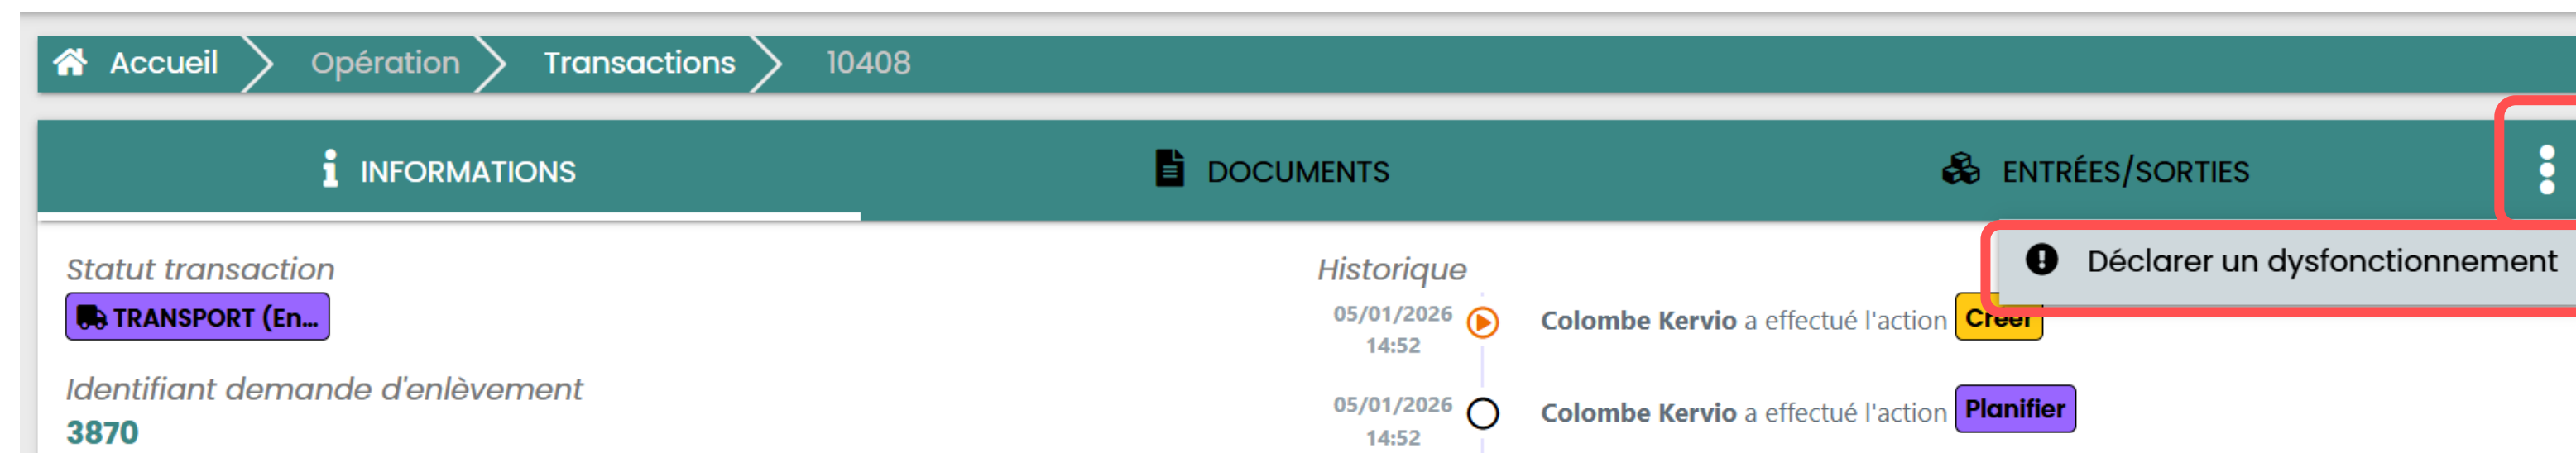 Accueil Opération Transactions 10408
INFORMATIONS DOCUMENTS ENTRÉES/SORTIES
Déclarer un dysfonctionnement
Statut transaction
TRANSPORT (En...
Identifiant demande d'enlèvement
3870
Historique
05/01/2026 14:52 Colombe Kervio a effectué l'action Créer
05/01/2026 14:52 Colombe Kervio a effectué l'action Planifier